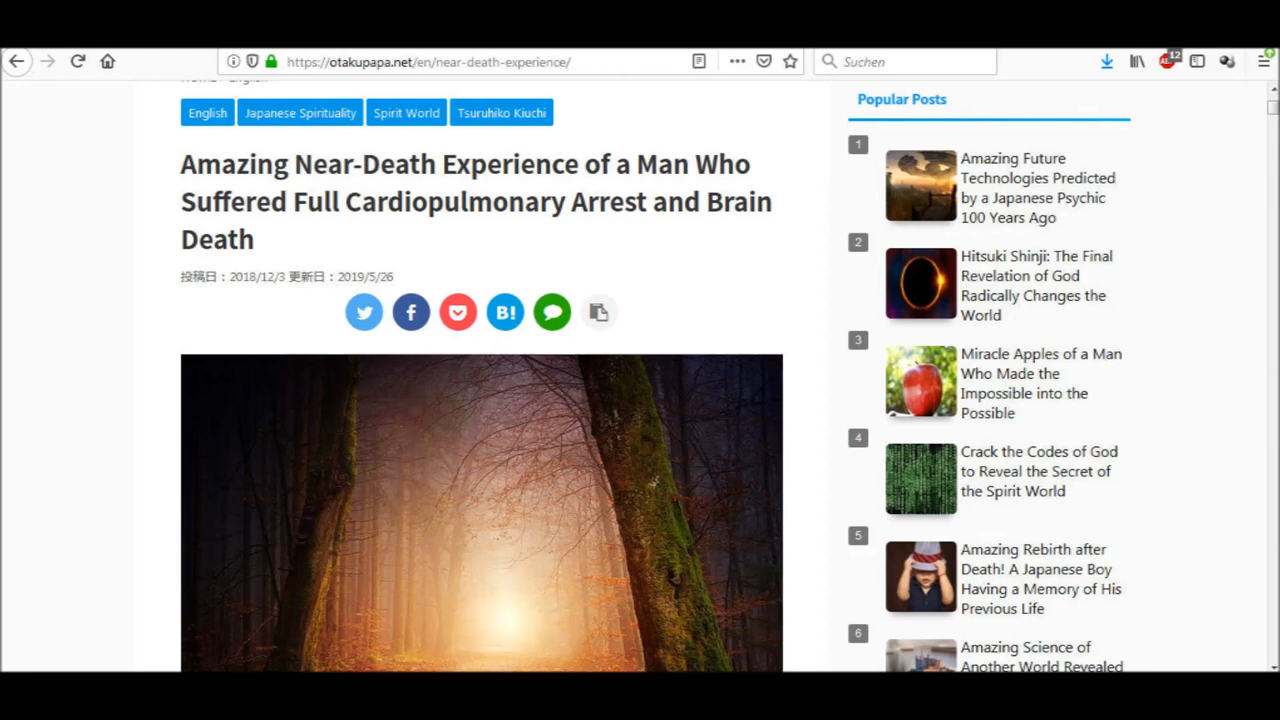 https://otakupapa.net/en/near-death-experience/
Suchen
12
English
Japanese Spirituality
Spirit World
Tsuruhiko Kiuchi
Amazing Near-Death Experience of a Man Who
Suffered Full Cardiopulmonary Arrest and Brain
Death
投稿日：2018/12/3 更新日：2019/5/26
B!
Popular Posts
1
Amazing Future
Technologies Predicted
by a Japanese Psychic
100 Years Ago
2
Hitsuki Shinji: The Final
Revelation of God
Radically Changes the
World
3
Miracle Apples of a Man
Who Made the
Impossible into the
Possible
4
Crack the Codes of God
to Reveal the Secret of
the Spirit World
5
Amazing Rebirth after
Death! A Japanese Boy
Having a Memory of His
Previous Life
6
Amazing Science of
Another World Revealed